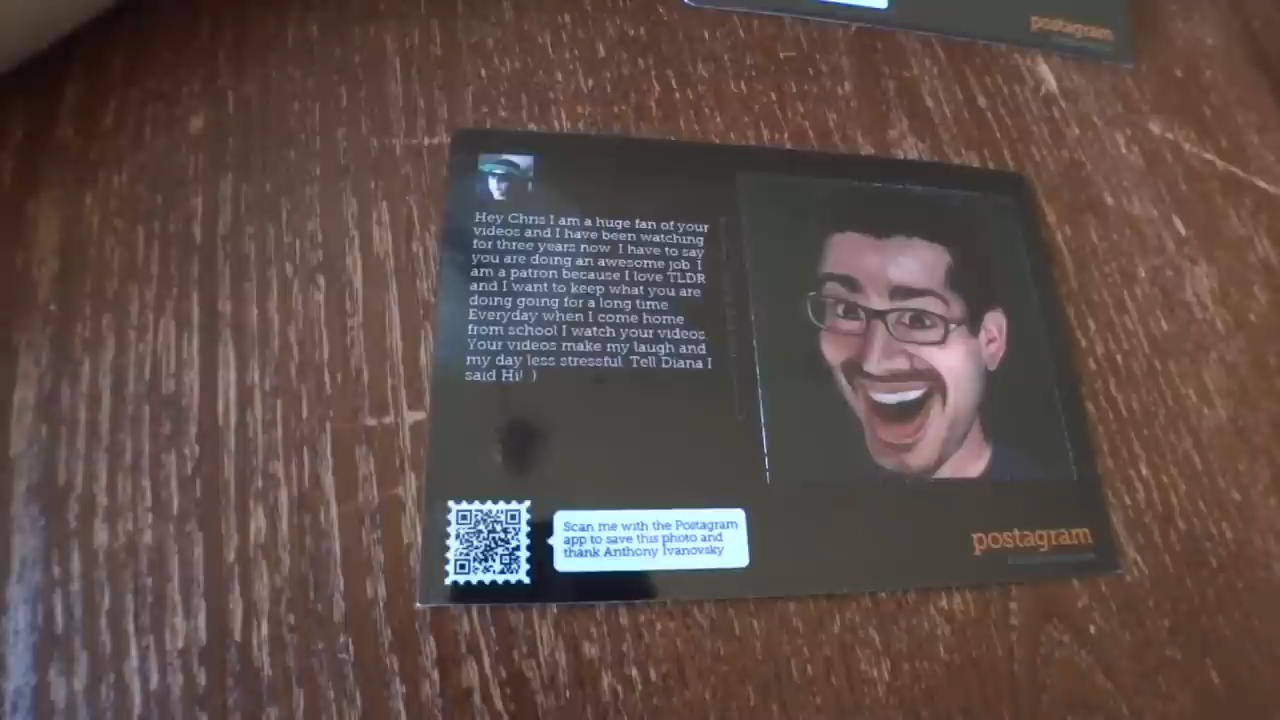 postagram
Hey Chris I am a huge fan of your
videos and I have been watching
for three years now. I have to say
you are doing an awesome job. I
am a patron because I love TLDR
and I want to keep what you are
doing going for a long time.
Everyday when I come home
from school I watch your videos.
Your videos make my laugh and
my day less stressful. Tell Diana I
said Hi! :)
Scan me with the Postagram
app to save this photo and
thank Anthony Ivanovsky
postagram